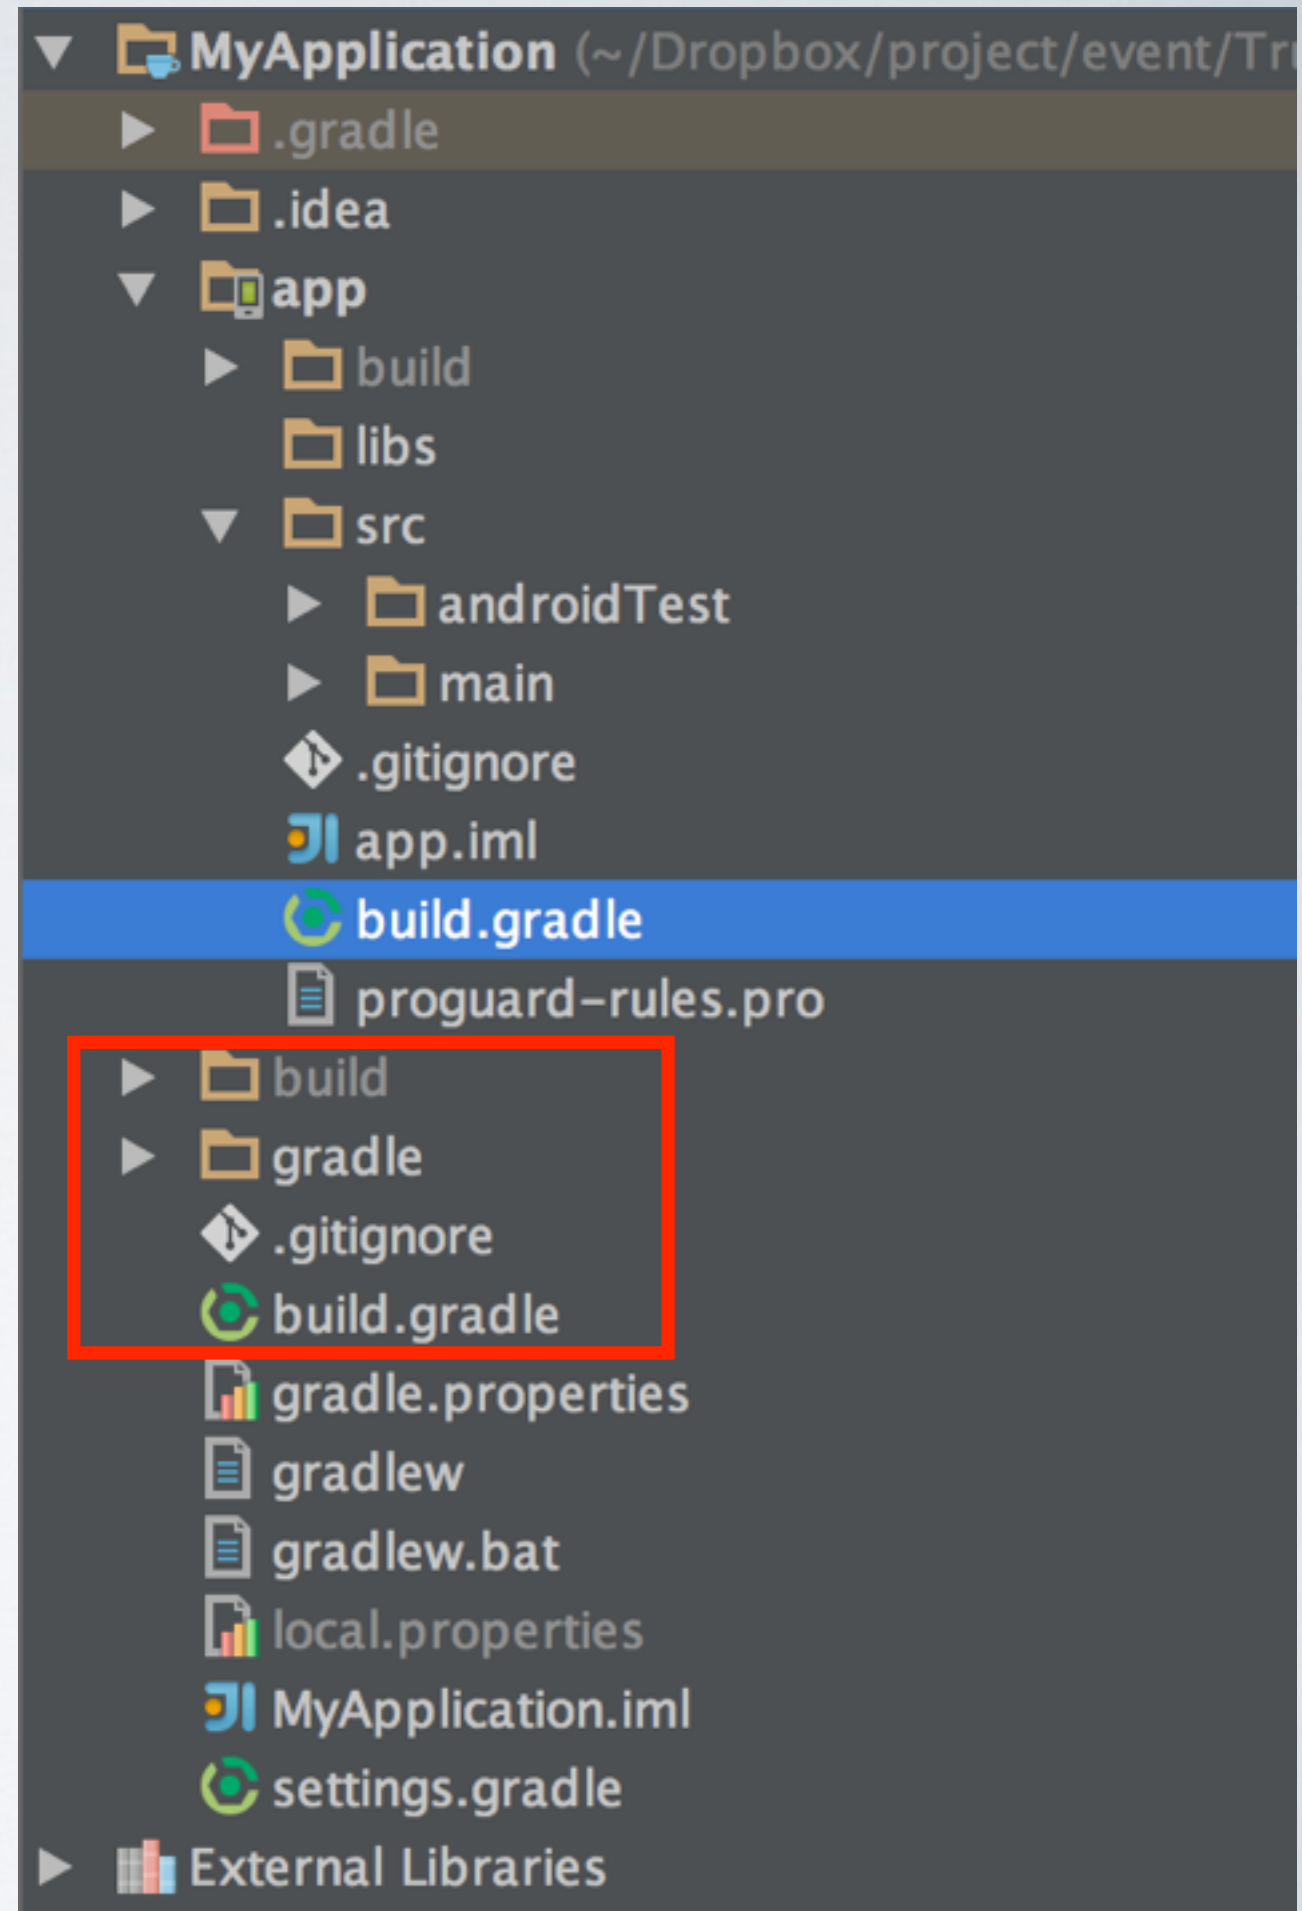 MyApplication (~/Dropbox/project/event/Tr
.gradle
.idea
app
build
libs
src
androidTest
main
.gitignore
app.iml
build.gradle
proguard-rules.pro
build
gradle
.gitignore
build.gradle
gradle.properties
gradlew
gradlew.bat
local.properties
MyApplication.iml
settings.gradle
External Libraries